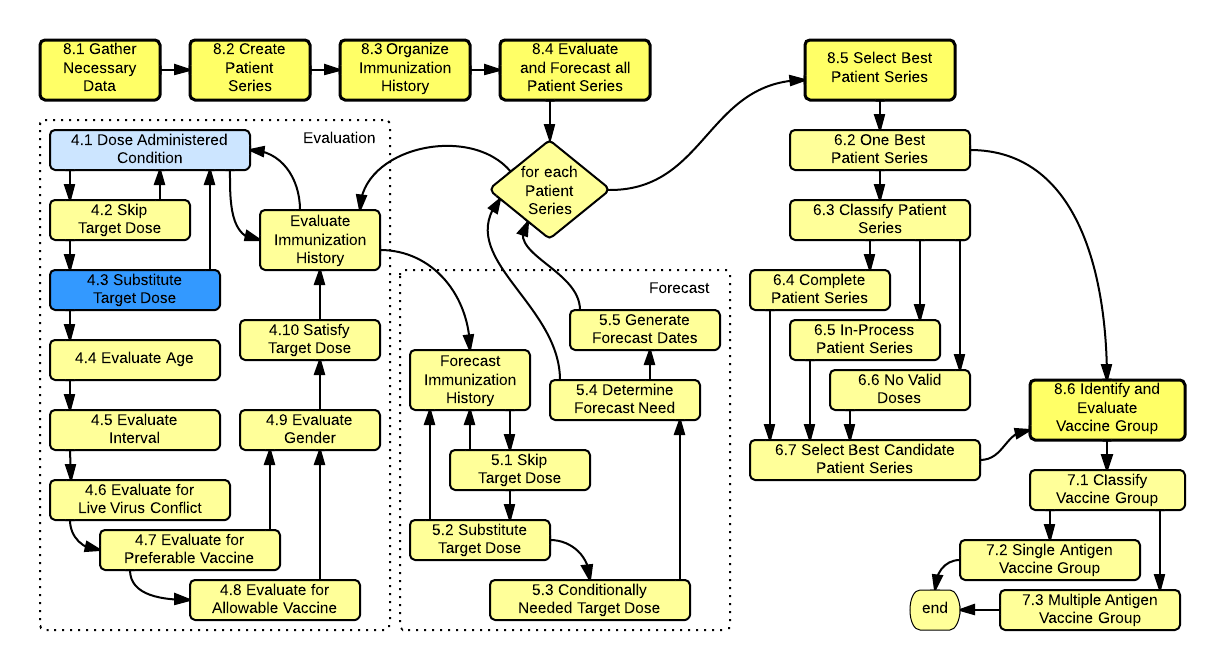 8.1 Gather
Necessary
Data
8.2 Create
Patient
Series
8.3 Organize
Immunization
History
8.4 Evaluate
and Forecast all
Patient Series
8.5 Select Best
Patient Series
Evaluation
4.1 Dose Administered
Condition
4.2 Skip
Target Dose
4.3 Substitute
Target Dose
4.4 Evaluate Age
4.5 Evaluate
Interval
4.6 Evaluate for
Live Virus Conflict
4.7 Evaluate for
Preferable Vaccine
4.8 Evaluate for
Allowable Vaccine
4.9 Evaluate
Gender
4.10 Satisfy
Target Dose
Evaluate
Immunization
History
for each
Patient
Series
Forecast
Forecast
Immunization
History
5.1 Skip
Target Dose
5.2 Substitute
Target Dose
5.3 Conditionally
Needed Target Dose
5.4 Determine
Forecast Need
5.5 Generate
Forecast Dates
6.2 One Best
Patient Series
6.3 Classify Patient
Series
6.4 Complete
Patient Series
6.5 In-Process
Patient Series
6.6 No Valid
Doses
6.7 Select Best Candidate
Patient Series
8.6 Identify and
Evaluate
Vaccine Group
7.1 Classify
Vaccine Group
7.2 Single Antigen
Vaccine Group
7.3 Multiple Antigen
Vaccine Group
end